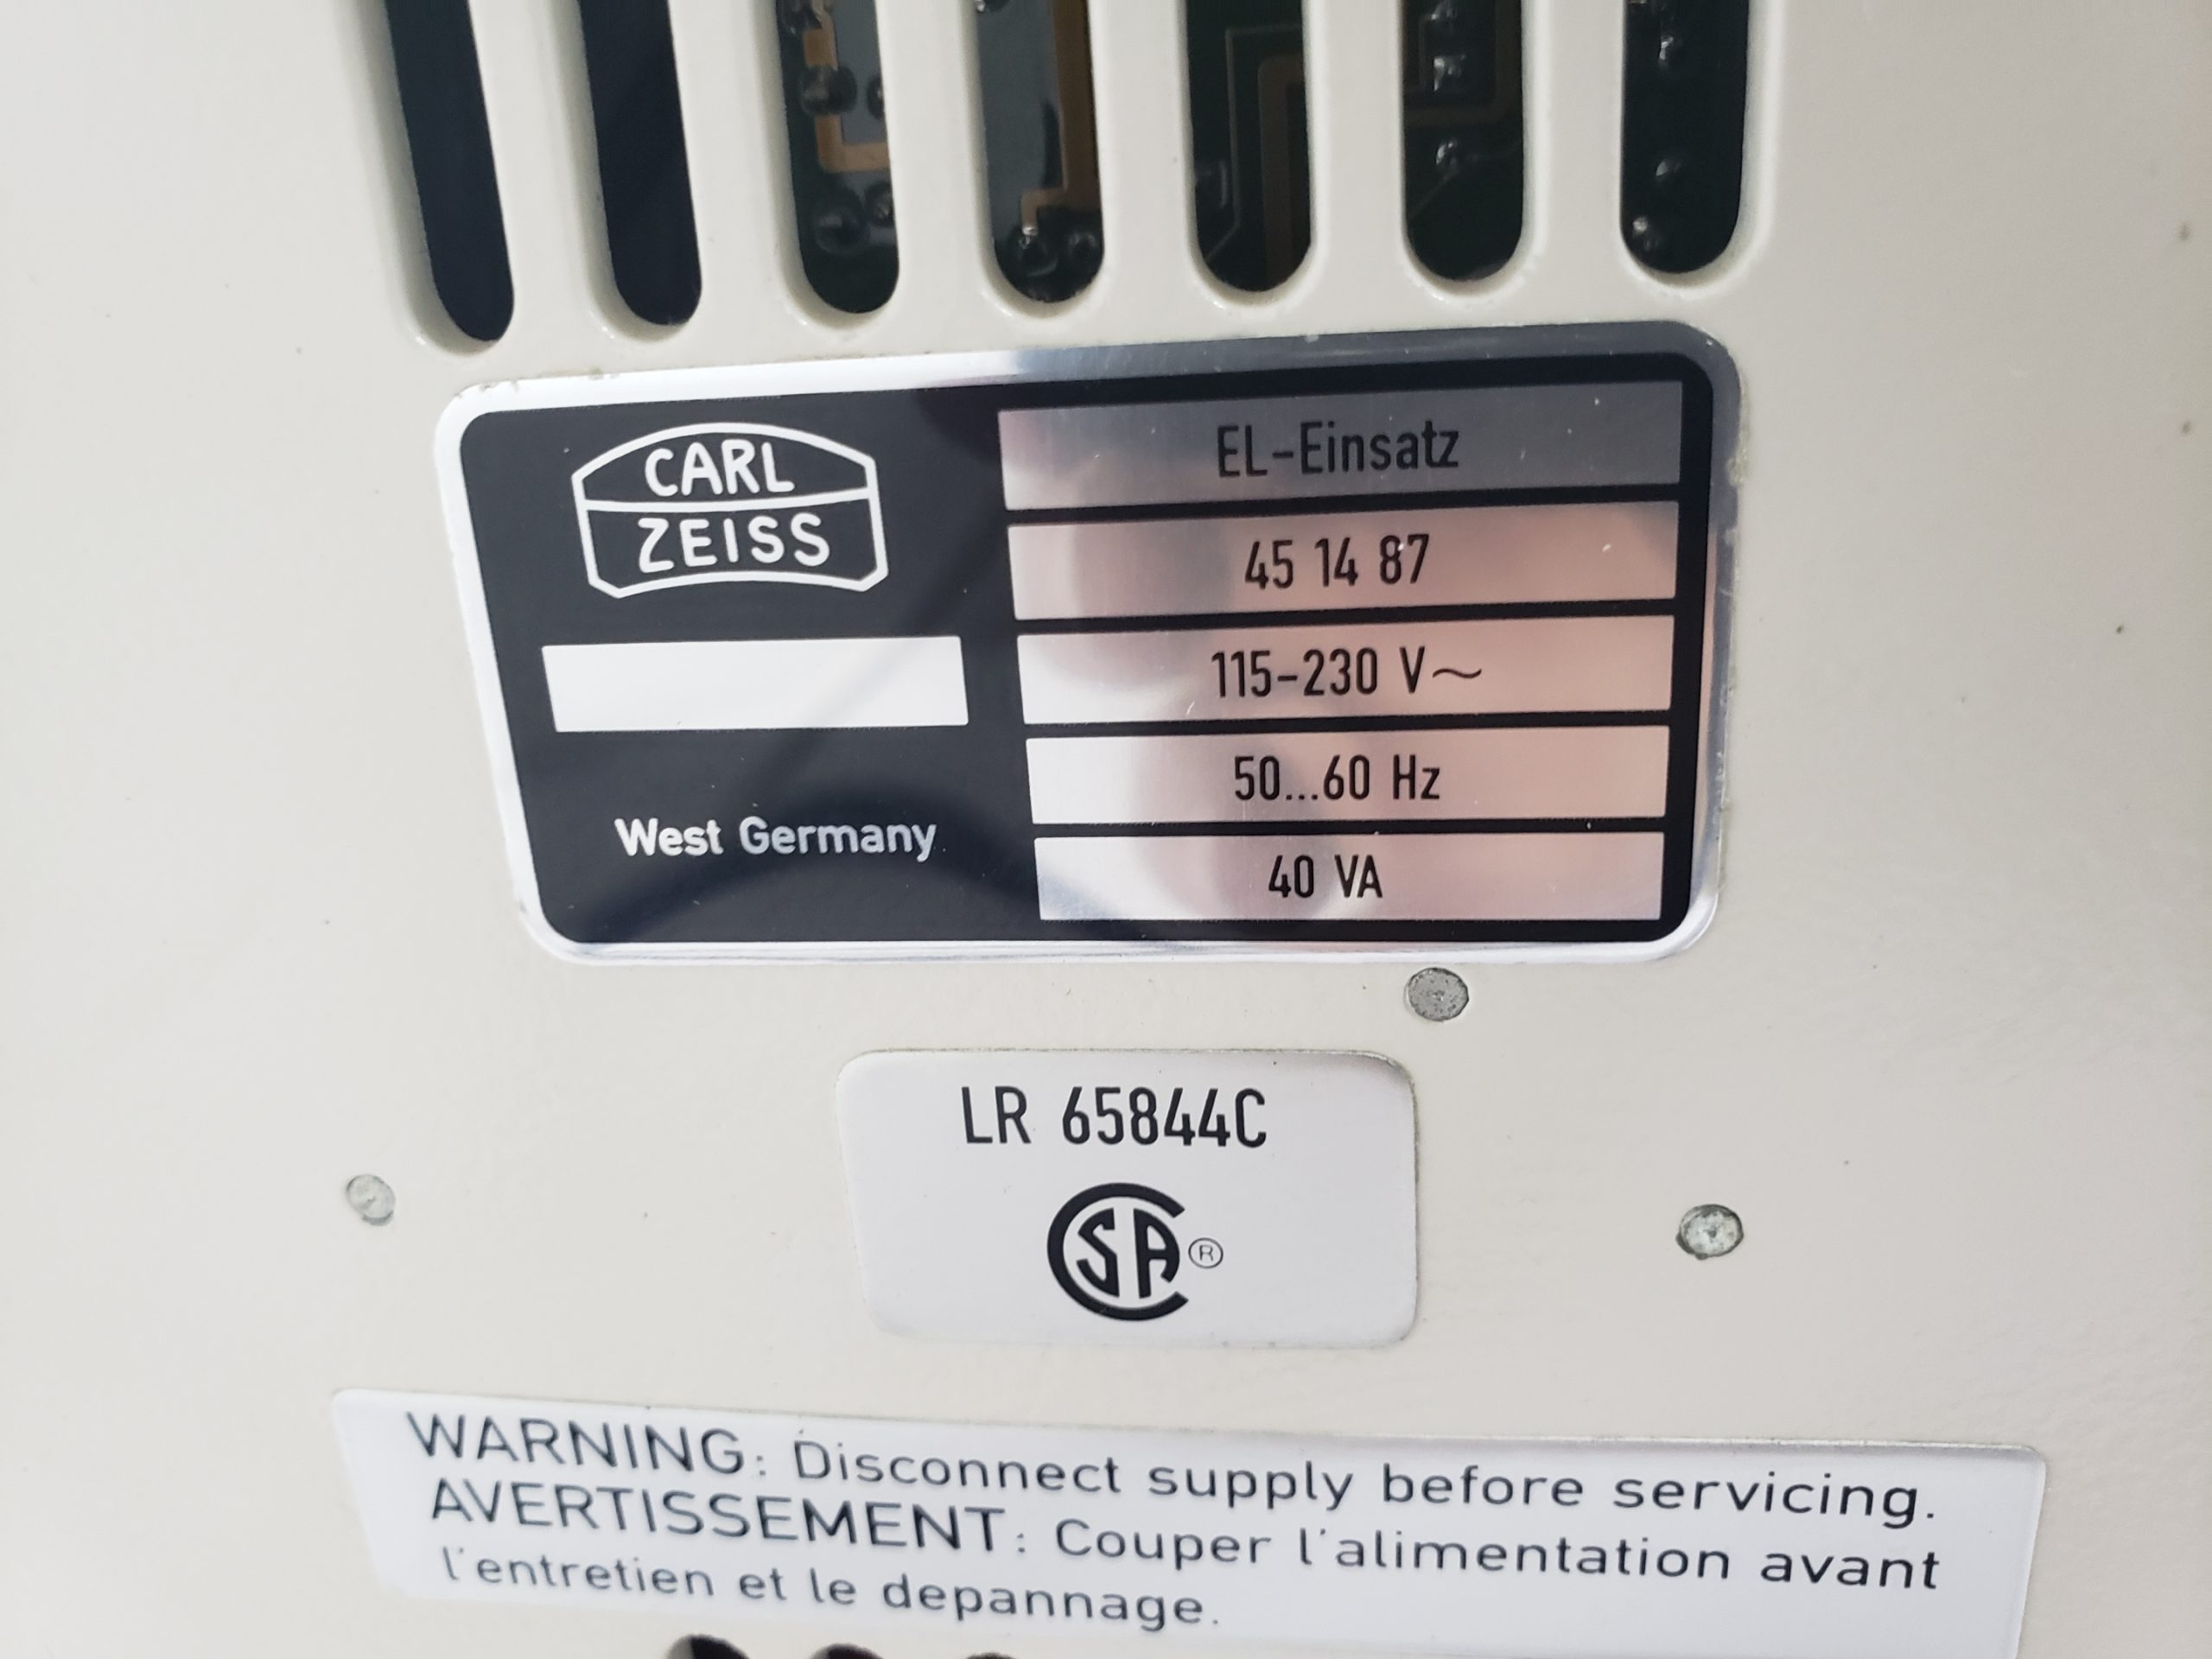 CARL
ZEISS
West Germany
EL-Einsatz
45 14 87
115-230 V~
50...60 Hz
40 VA
LR 65844C
CSA®
WARNING: Disconnect supply before servicing.
AVERTISSEMENT: Couper l'alimentation avant
l'entretien et le depannage.